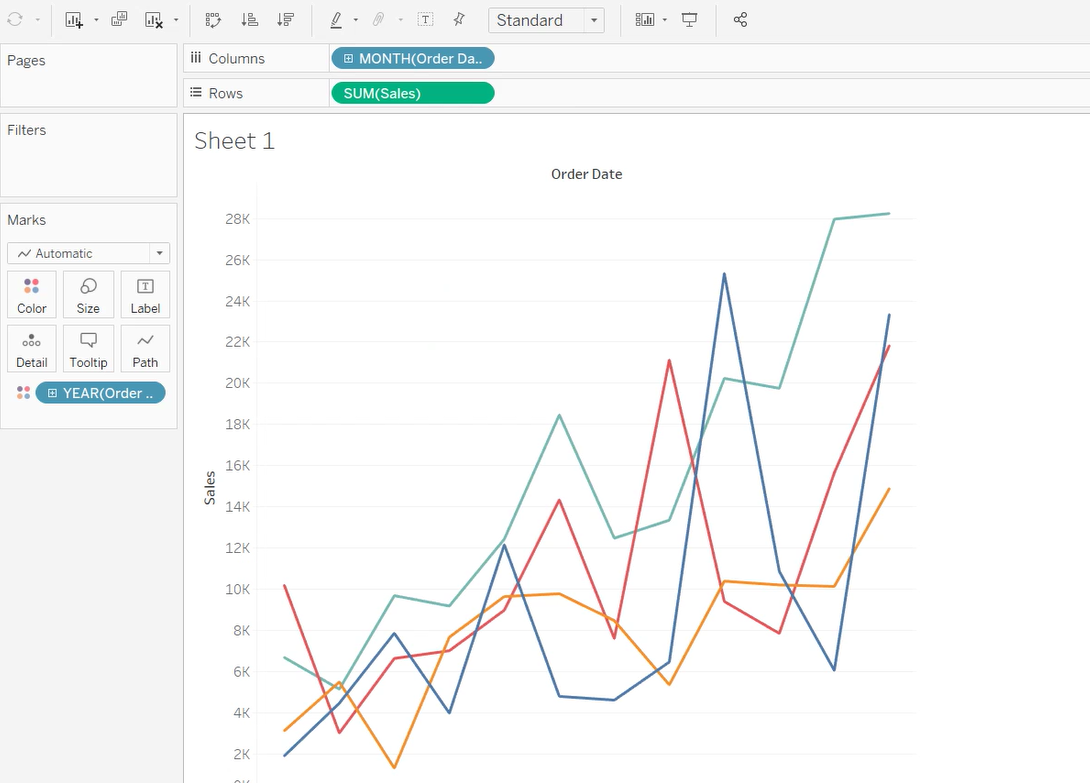 Standard
Pages
Columns
MONTH(Order Da..
Rows
SUM(Sales)
Filters
Marks
Automatic
Color
Size
Label
Detail
Tooltip
Path
YEAR(Order ..
Sheet 1
Order Date
Sales
28K
26K
24K
22K
20K
18K
16K
14K
12K
10K
8K
6K
4K
2K